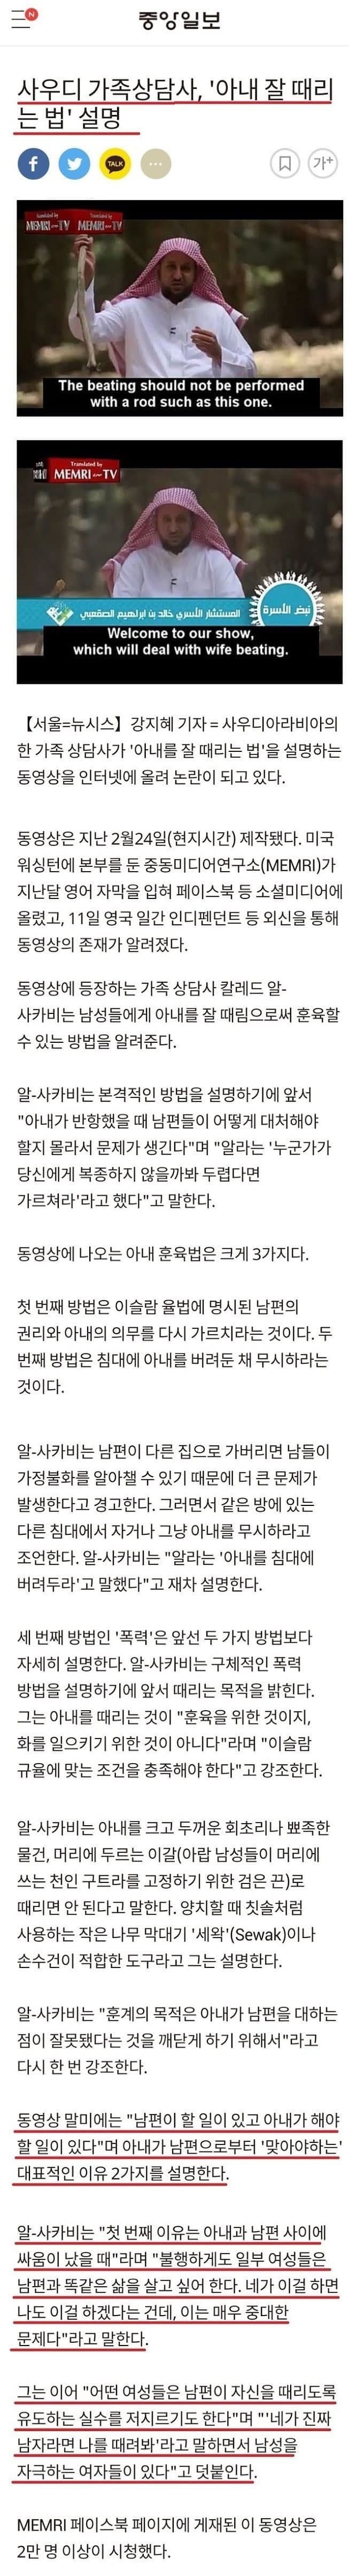 N
중앙일보
사우디 가족상담사, '아내 잘 때리
는 법' 설명
f
TALK
가+
translated by
translated by
MEMRI TV MEMRI TV
The beating should not be performed
with a rod such as this one.
Translated by
MEMRI TV
المستشار الأسري خالد بن ابراهيم الصقعبي
نبض الأسرة
Welcome to our show,
which will deal with wife beating.
【서울=뉴시스】강지혜 기자 = 사우디아라비아의
한 가족 상담사가 '아내를 잘 때리는 법'을 설명하는
동영상을 인터넷에 올려 논란이 되고 있다.
동영상은 지난 2월24일(현지시간) 제작됐다. 미국
워싱턴에 본부를 둔 중동미디어연구소(MEMRI)가
지난달 영어 자막을 입혀 페이스북 등 소셜미디어에
올렸고, 11일 영국 일간 인디펜던트 등 외신을 통해
동영상의 존재가 알려졌다.
동영상에 등장하는 가족 상담사 칼레드 알-
사카비는 남성들에게 아내를 잘 때림으로써 훈육할
수 있는 방법을 알려준다.
알-사카비는 본격적인 방법을 설명하기에 앞서
"아내가 반항했을 때 남편들이 어떻게 대처해야
할지 몰라서 문제가 생긴다"며 "알라는 '누군가가
당신에게 복종하지 않을까봐 두렵다면
가르쳐라'라고 했다"고 말한다.
동영상에 나오는 아내 훈육법은 크게 3가지다.
첫 번째 방법은 이슬람 율법에 명시된 남편의
권리와 아내의 의무를 다시 가르치라는 것이다. 두
번째 방법은 침대에 아내를 버려둔 채 무시하라는
것이다.
알-사카비는 남편이 다른 집으로 가버리면 남들이
가정불화를 알아챌 수 있기 때문에 더 큰 문제가
발생한다고 경고한다. 그러면서 같은 방에 있는
다른 침대에서 자거나 그냥 아내를 무시하라고
조언한다. 알-사카비는 "알라는 '아내를 침대에
버려두라'고 말했다"고 재차 설명한다.
세 번째 방법인 '폭력'은 앞선 두 가지 방법보다
자세히 설명한다. 알-사카비는 구체적인 폭력
방법을 설명하기에 앞서 때리는 목적을 밝힌다.
그는 아내를 때리는 것이 "훈육을 위한 것이지,
화를 일으키기 위한 것이 아니다"라며 "이슬람
규율에 맞는 조건을 충족해야 한다"고 강조한다.
알-사카비는 아내를 크고 두꺼운 회초리나 뾰족한
물건, 머리에 두르는 이갈(아랍 남성들이 머리에
쓰는 천인 구트라를 고정하기 위한 검은 끈)로
때리면 안 된다고 말한다. 양치할 때 칫솔처럼
사용하는 작은 나무 막대기 '세왁'(Sewak)이나
손수건이 적합한 도구라고 그는 설명한다.
알-사카비는 "훈계의 목적은 아내가 남편을 대하는
점이 잘못됐다는 것을 깨닫게 하기 위해서"라고
다시 한 번 강조한다.
동영상 말미에는 "남편이 할 일이 있고 아내가 해야
할 일이 있다"며 아내가 남편으로부터 '맞아야하는'
대표적인 이유 2가지를 설명한다.
알-사카비는 "첫 번째 이유는 아내과 남편 사이에
싸움이 났을 때"라며 "불행하게도 일부 여성들은
남편과 똑같은 삶을 살고 싶어 한다. 네가 이걸 하면
나도 이걸 하겠다는 건데, 이는 매우 중대한
문제다"라고 말한다.
그는 이어 "어떤 여성들은 남편이 자신을 때리도록
유도하는 실수를 저지르기도 한다"며 "'네가 진짜
남자라면 나를 때려봐'라고 말하면서 남성을
자극하는 여자들이 있다"고 덧붙인다.
MEMRI 페이스북 페이지에 게재된 이 동영상은
2만 명 이상이 시청했다.